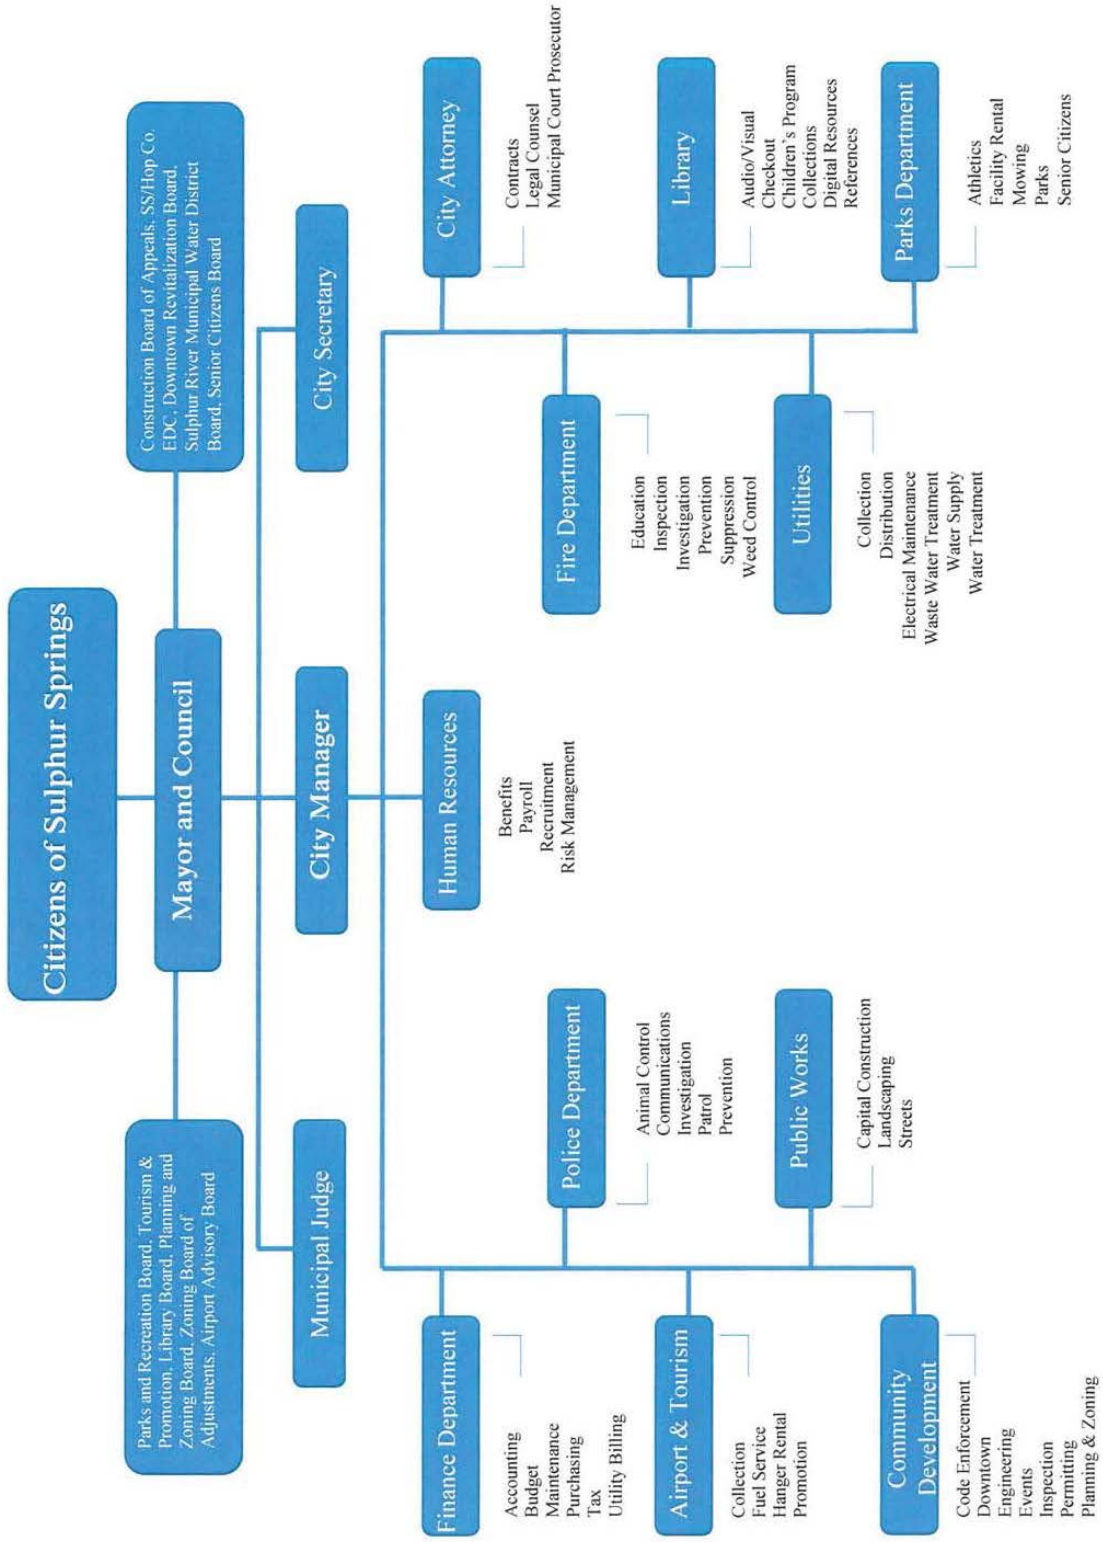 Citizens of Sulphur Springs
Parks and Recreation Board, Tourism &
Promotion, Library Board, Planning and
Zoning Board, Zoning Board of
Adjustments, Airport Advisory Board
Mayor and Council
Construction Board of Appeals, SS/Hop Co.
EDC, Downtown Revitalization Board,
Sulphur River Municipal Water District
Board, Senior Citizens Board
Municipal Judge
City Manager
City Secretary
Finance Department
Accounting
Budget
Maintenance
Purchasing
Tax
Utility Billing
Police Department
Animal Control
Communications
Investigation
Patrol
Prevention
Airport & Tourism
Collection
Fuel Service
Hanger Rental
Promotion
Public Works
Capital Construction
Landscaping
Streets
Community
Development
Code Enforcement
Downtown
Engineering
Events
Inspection
Permitting
Planning & Zoning
Human Resources
Benefits
Payroll
Recruitment
Risk Management
City Attorney
Contracts
Legal Counsel
Municipal Court Prosecutor
Fire Department
Education
Inspection
Investigation
Prevention
Suppression
Weed Control
Library
Audio/Visual
Checkout
Children's Program
Collections
Digital Resources
References
Utilities
Collection
Distribution
Electrical Maintenance
Waste Water Treatment
Water Supply
Water Treatment
Parks Department
Athletics
Facility Rental
Mowing
Parks
Senior Citizens